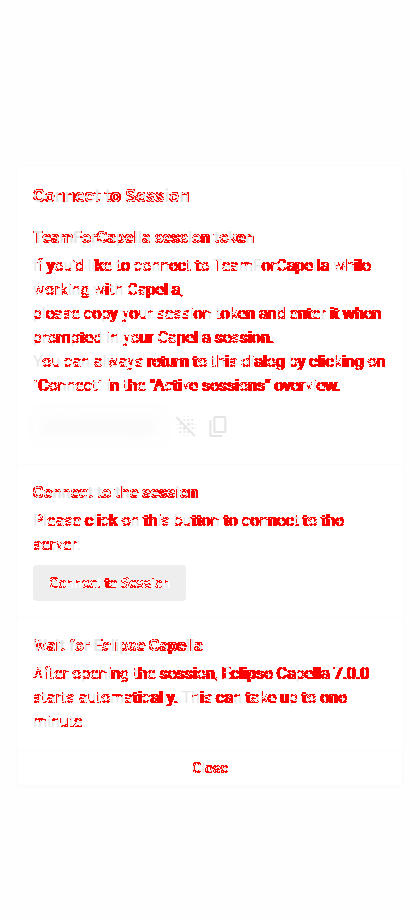 Connect to Session
TeamForCapella session token
If you'd like to connect to TeamForCapella while
working with Capella,
please copy your session token and enter it when
prompted in your Capella session.
You can always return to this dialog by clicking on
"Connect" in the "Active sessions" overview.
Connect to the session
Please click on this button to connect to the
server.
Connect to Session
Wait for Eclipse Capella
After opening the session, Eclipse Capella 7.0.0
starts automatically. This can take up to one
minute.
Close